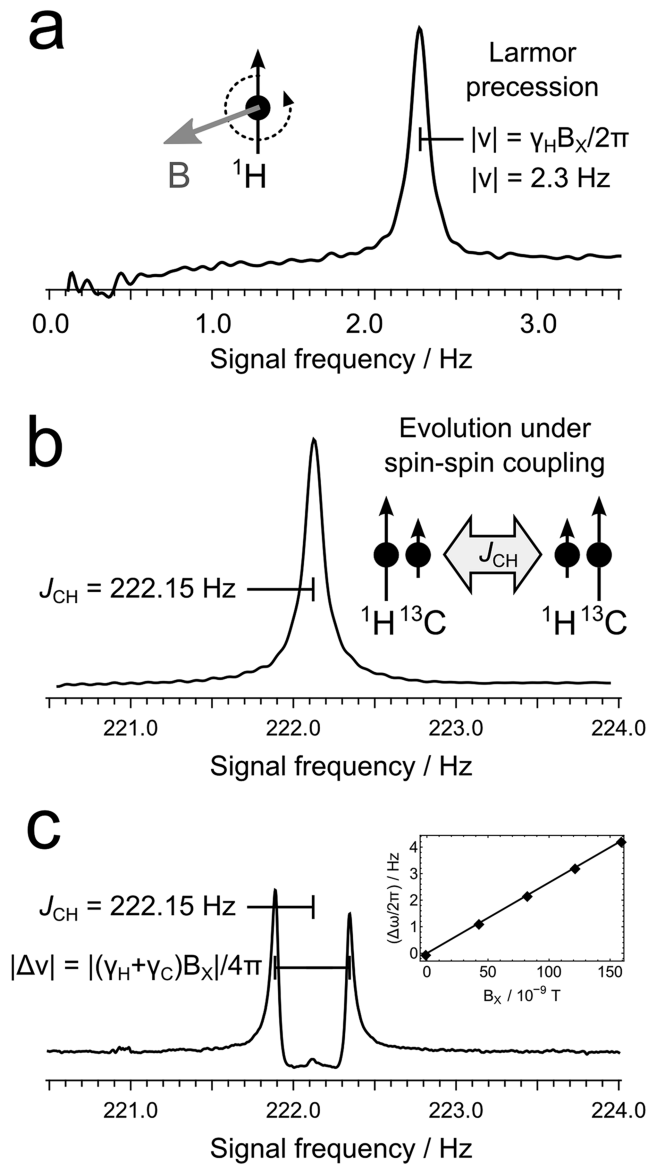 a
Larmor
precession
|v| = γHBX/2π
|v| = 2.3 Hz
B
1H
0.0 1.0 2.0 3.0
Signal frequency / Hz
b
Evolution under
spin-spin coupling
JCH = 222.15 Hz
JCH
1H 13C
1H 13C
221.0 222.0 223.0 224.0
Signal frequency / Hz
c
JCH = 222.15 Hz
|Δv| = |(γH+γC)BX|/4π
(Δω/2π) / Hz
4
3
2
1
0
0 50 100 150
BX / 10⁻⁹ T
221.0 222.0 223.0 224.0
Signal frequency / Hz